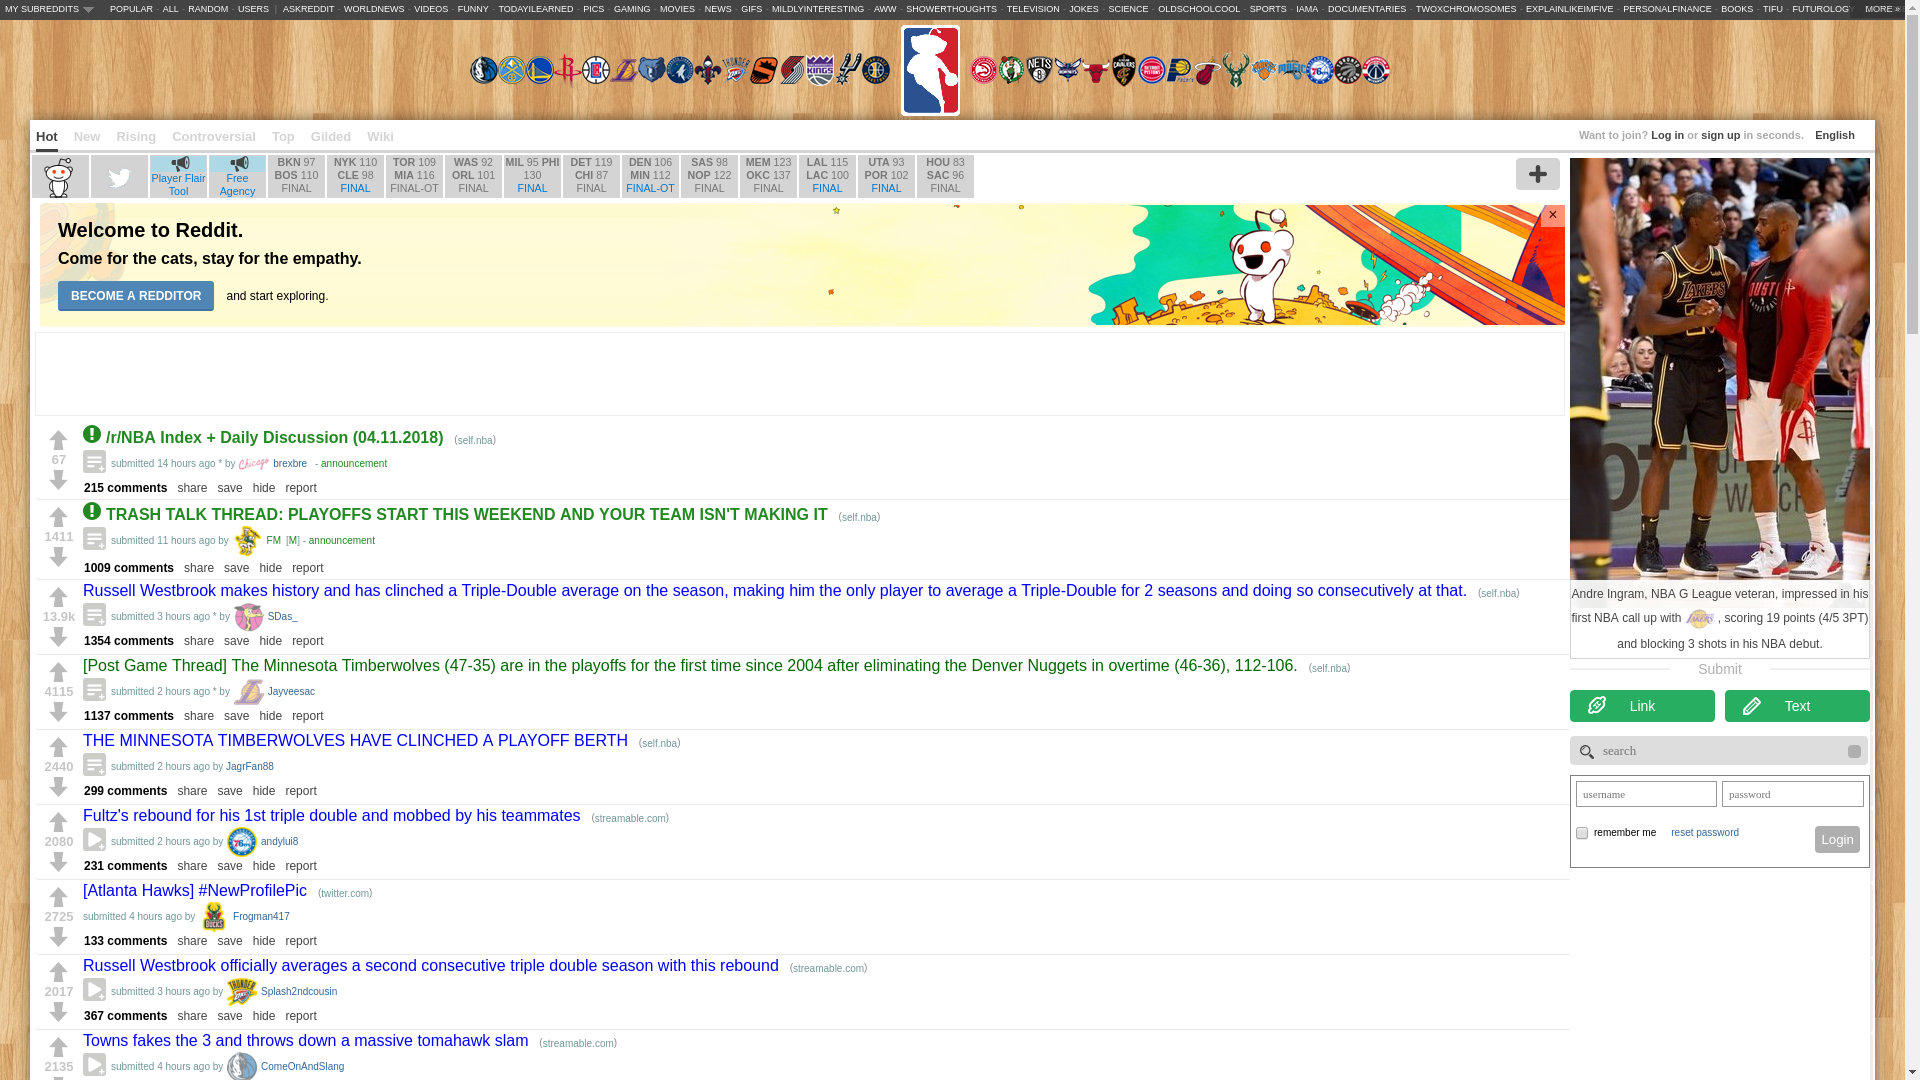 MY SUBREDDITS POPULAR - ALL - RANDOM - USERS | ASKREDDIT - WORLDNEWS - VIDEOS - FUNNY - TODAYILEARNED - PICS - GAMING - MOVIES - NEWS - GIFS - MILDLYINTERESTING - AWW - SHOWERTHOUGHTS - TELEVISION - JOKES - SCIENCE - OLDSCHOOLCOOL - SPORTS - IAMA - DOCUMENTARIES - TWOXCHROMOSOMES - EXPLAINLIKEIMFIVE - PERSONALFINANCE - BOOKS - TIFU - FUTUROLOGY MORE »
Hot New Rising Controversial Top Gilded Wiki
Want to join? Log in or sign up in seconds. English
Player Flair Tool
Free Agency
BKN 97
BOS 110
FINAL
NYK 110
CLE 98
FINAL
TOR 109
MIA 116
FINAL-OT
WAS 92
ORL 101
FINAL
MIL 95 PHI
130
FINAL
DET 119
CHI 87
FINAL
DEN 106
MIN 112
FINAL-OT
SAS 98
NOP 122
FINAL
MEM 123
OKC 137
FINAL
LAL 115
LAC 100
FINAL
UTA 93
POR 102
FINAL
HOU 83
SAC 96
FINAL
Welcome to Reddit.
Come for the cats, stay for the empathy.
BECOME A REDDITOR and start exploring.
×
67
/r/NBA Index + Daily Discussion (04.11.2018) (self.nba)
submitted 14 hours ago * by Chicago brexbre - announcement
215 comments share save hide report
1411
TRASH TALK THREAD: PLAYOFFS START THIS WEEKEND AND YOUR TEAM ISN'T MAKING IT (self.nba)
submitted 11 hours ago by FM [M] - announcement
1009 comments share save hide report
13.9k
Russell Westbrook makes history and has clinched a Triple-Double average on the season, making him the only player to average a Triple-Double for 2 seasons and doing so consecutively at that. (self.nba)
submitted 3 hours ago * by SDas_
1354 comments share save hide report
4115
[Post Game Thread] The Minnesota Timberwolves (47-35) are in the playoffs for the first time since 2004 after eliminating the Denver Nuggets in overtime (46-36), 112-106. (self.nba)
submitted 2 hours ago * by Jayveesac
1137 comments share save hide report
2440
THE MINNESOTA TIMBERWOLVES HAVE CLINCHED A PLAYOFF BERTH (self.nba)
submitted 2 hours ago by JagrFan88
299 comments share save hide report
2080
Fultz's rebound for his 1st triple double and mobbed by his teammates (streamable.com)
submitted 2 hours ago by andylui8
231 comments share save hide report
2725
[Atlanta Hawks] #NewProfilePic (twitter.com)
submitted 4 hours ago by Frogman417
133 comments share save hide report
2017
Russell Westbrook officially averages a second consecutive triple double season with this rebound (streamable.com)
submitted 3 hours ago by Splash2ndcousin
367 comments share save hide report
2135
Towns fakes the 3 and throws down a massive tomahawk slam (streamable.com)
submitted 4 hours ago by ComeOnAndSlang
LAKERS
Andre Ingram, NBA G League veteran, impressed in his
first NBA call up with , scoring 19 points (4/5 3PT)
and blocking 3 shots in his NBA debut.
Submit
Link Text
search
username password
remember me reset password
Login